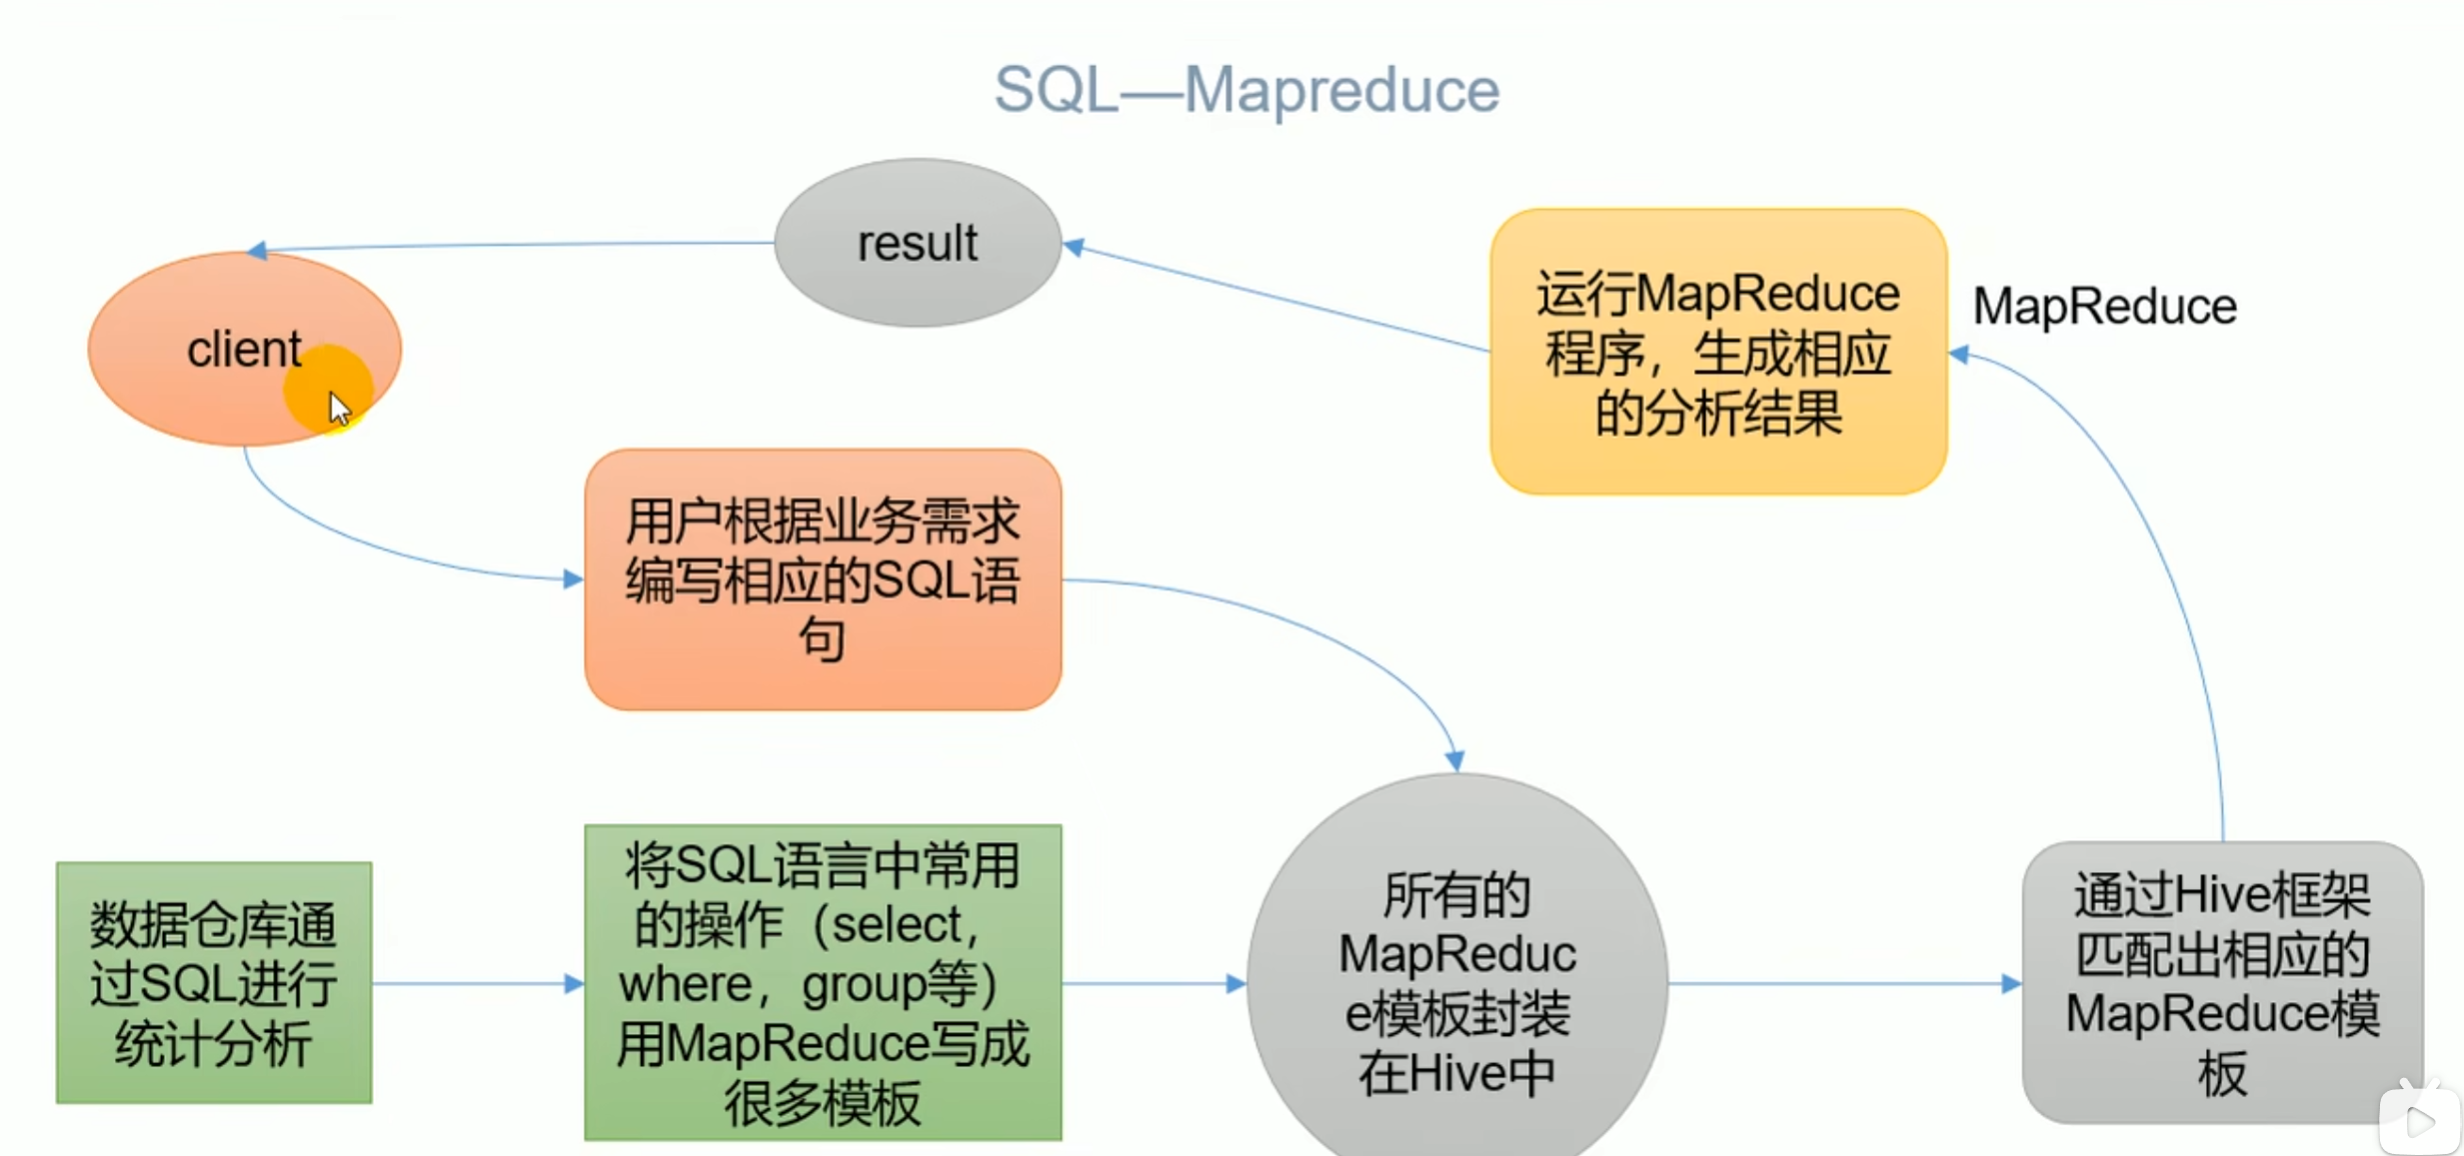 SQL—Mapreduce
result
client
运行MapReduce
程序，生成相应
的分析结果
MapReduce
用户根据业务需求
编写相应的SQL语
句
数据仓库通
过SQL进行
统计分析
将SQL语言中常用
的操作（select，
where，group等）
用MapReduce写成
很多模板
所有的
MapReduc
e模板封装
在Hive中
通过Hive框架
匹配出相应的
MapReduce模
板